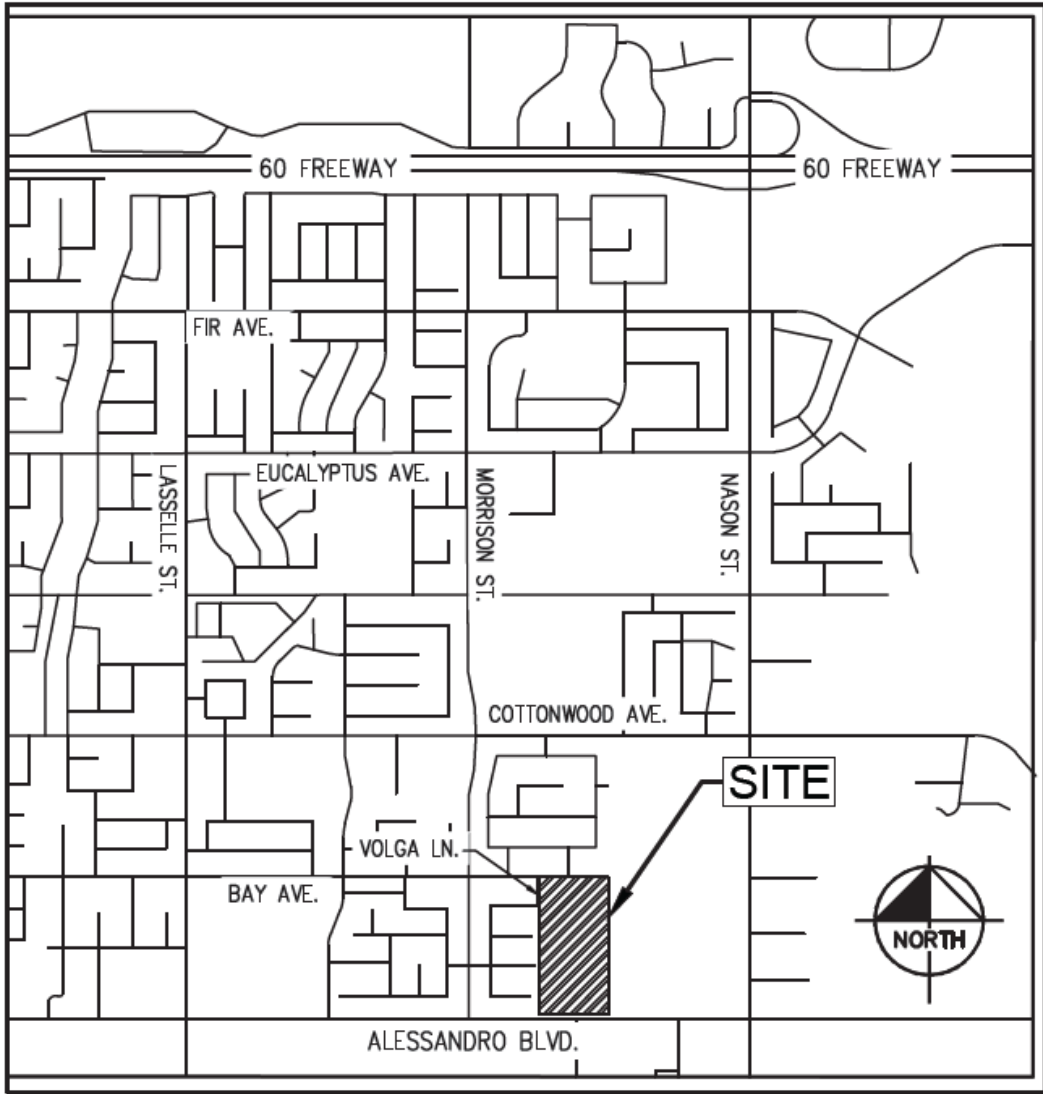 60 FREEWAY
60 FREEWAY
FIR AVE.
EUCALYPTUS AVE.
LASSELLE ST.
MORRISON ST.
NASON ST.
COTTONWOOD AVE.
SITE
VOLGA LN.
BAY AVE.
NORTH
ALESSANDRO BLVD.